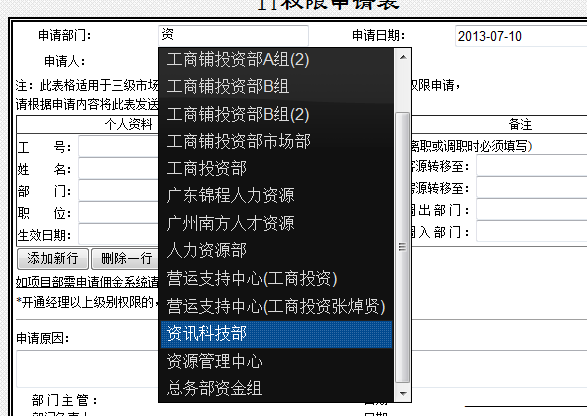 IT权限申请表
申请部门： 资 申请日期： 2013-07-10
申请人：
工商铺投资部A组(2)
工商铺投资部B组
工商铺投资部B组(2)
工商铺投资部市场部
工商投资部
广东锦程人力资源
广州南方人才资源
人力资源部
营运支持中心(工商投资)
营运支持中心(工商投资张焯贤)
资讯科技部
资源管理中心
总务部资金组
注：此表格适用于三级市场 权限申请，
请根据申请内容将此表发送
个人资料 备注
工 号： 离职或调职时必须填写)
姓 名： 客源转移至：
部 门： 房源转移至：
职 位： 调出部门：
生效日期： 调入部门：
添加新行 删除一行
如项目部需申请佣金系统请
*开通经理以上级别权限的，
申请原因：
部门主管： 日期